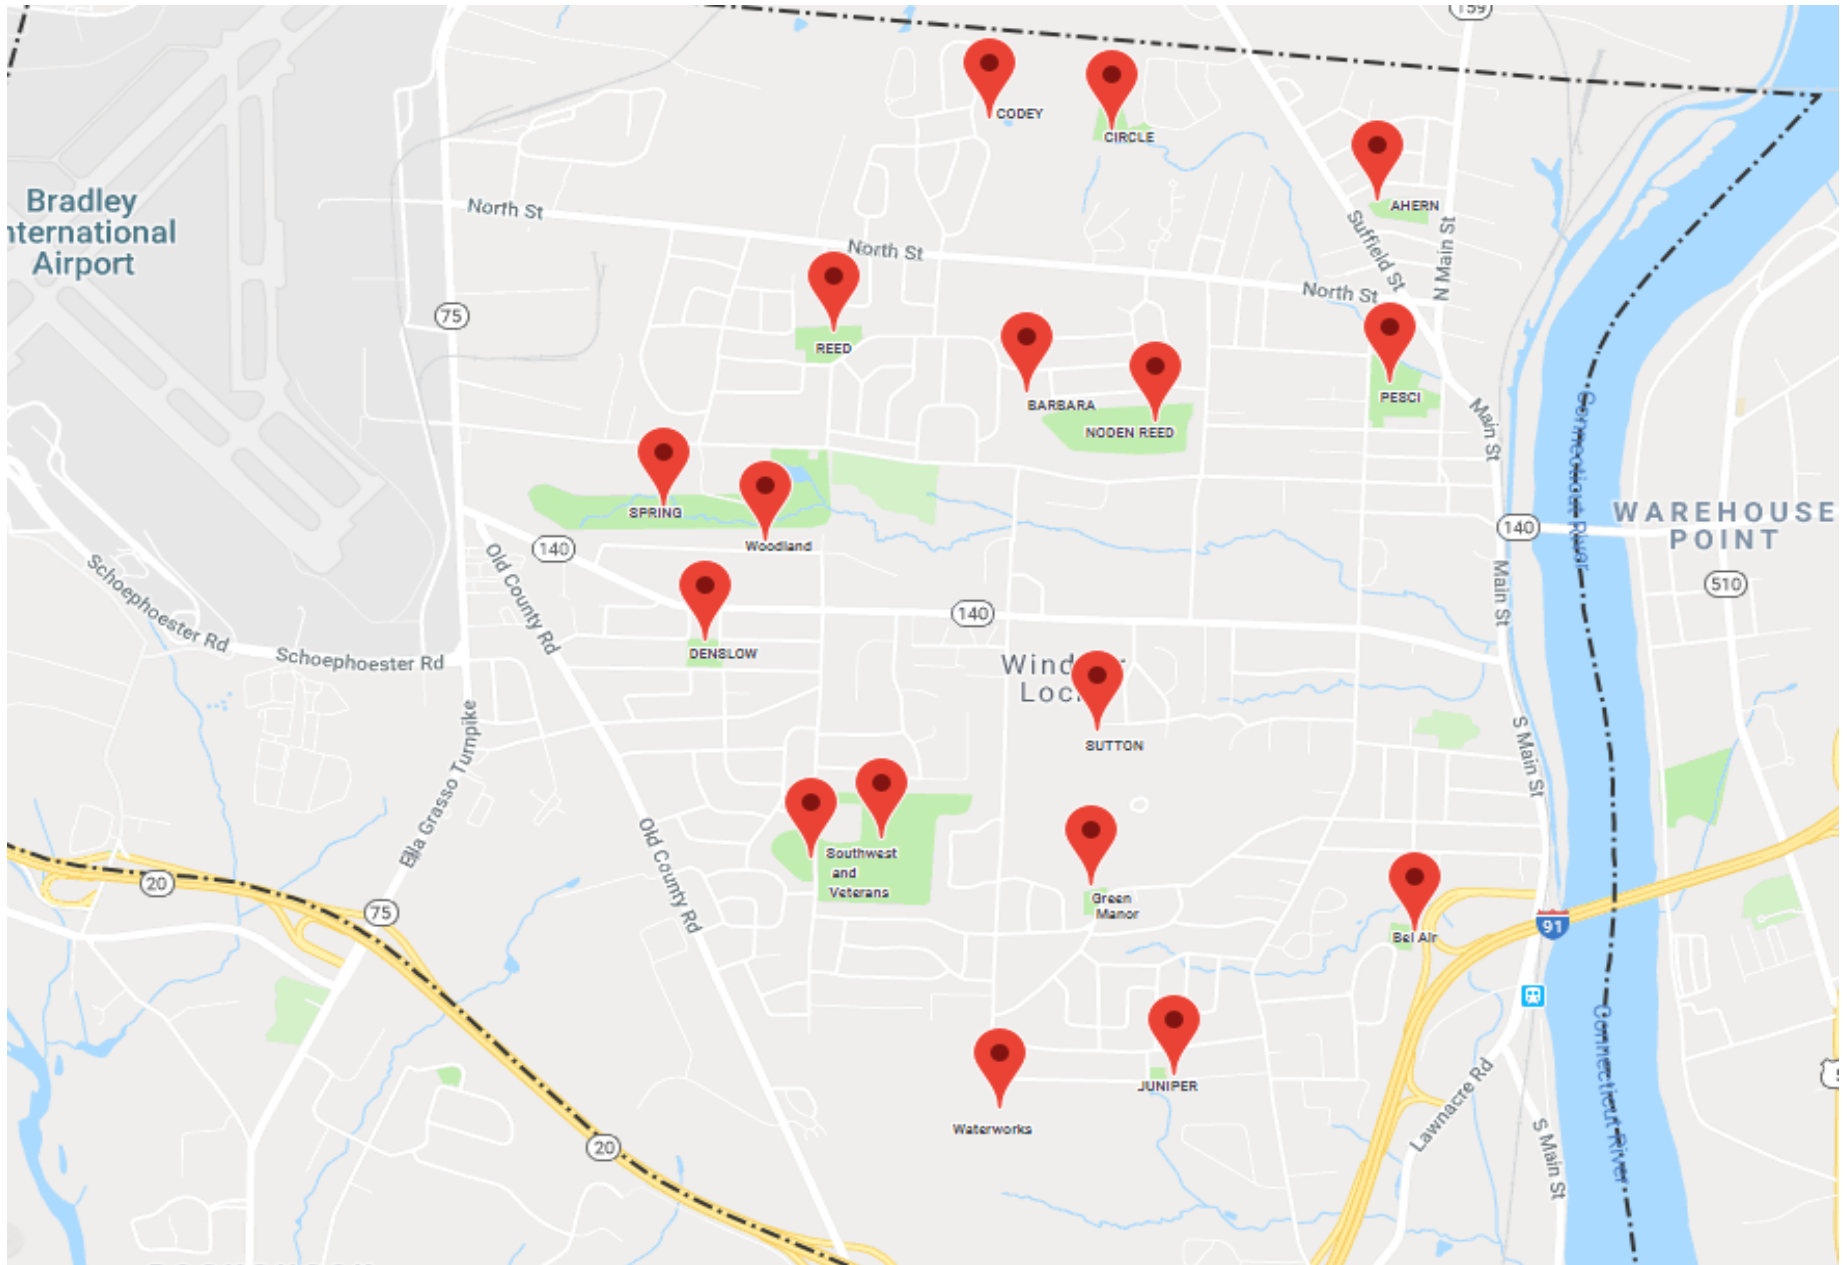 159
CODEY
CIRCLE
Bradley
nternational
Airport
AHERN
North St
North St
Suffield St
N Main St
North St
75
REED
BARBARA
PESCI
NODEN REED
Main St
Connecticut River
SPRING
Woodland
140
WAREHOUSE
POINT
140
Old County Rd
Schoephoester Rd
Schoephoester Rd
510
Main St
140
DENSLOW
Loc
SUTTON
Ella Grasso Turnpike
S Main St
Old County Rd
Southwest
and
Veterans
20
75
Green
Manor
Bel Air
91
JUNIPER
Waterworks
Connecticut River
Lawnacre Rd
S Main St
20